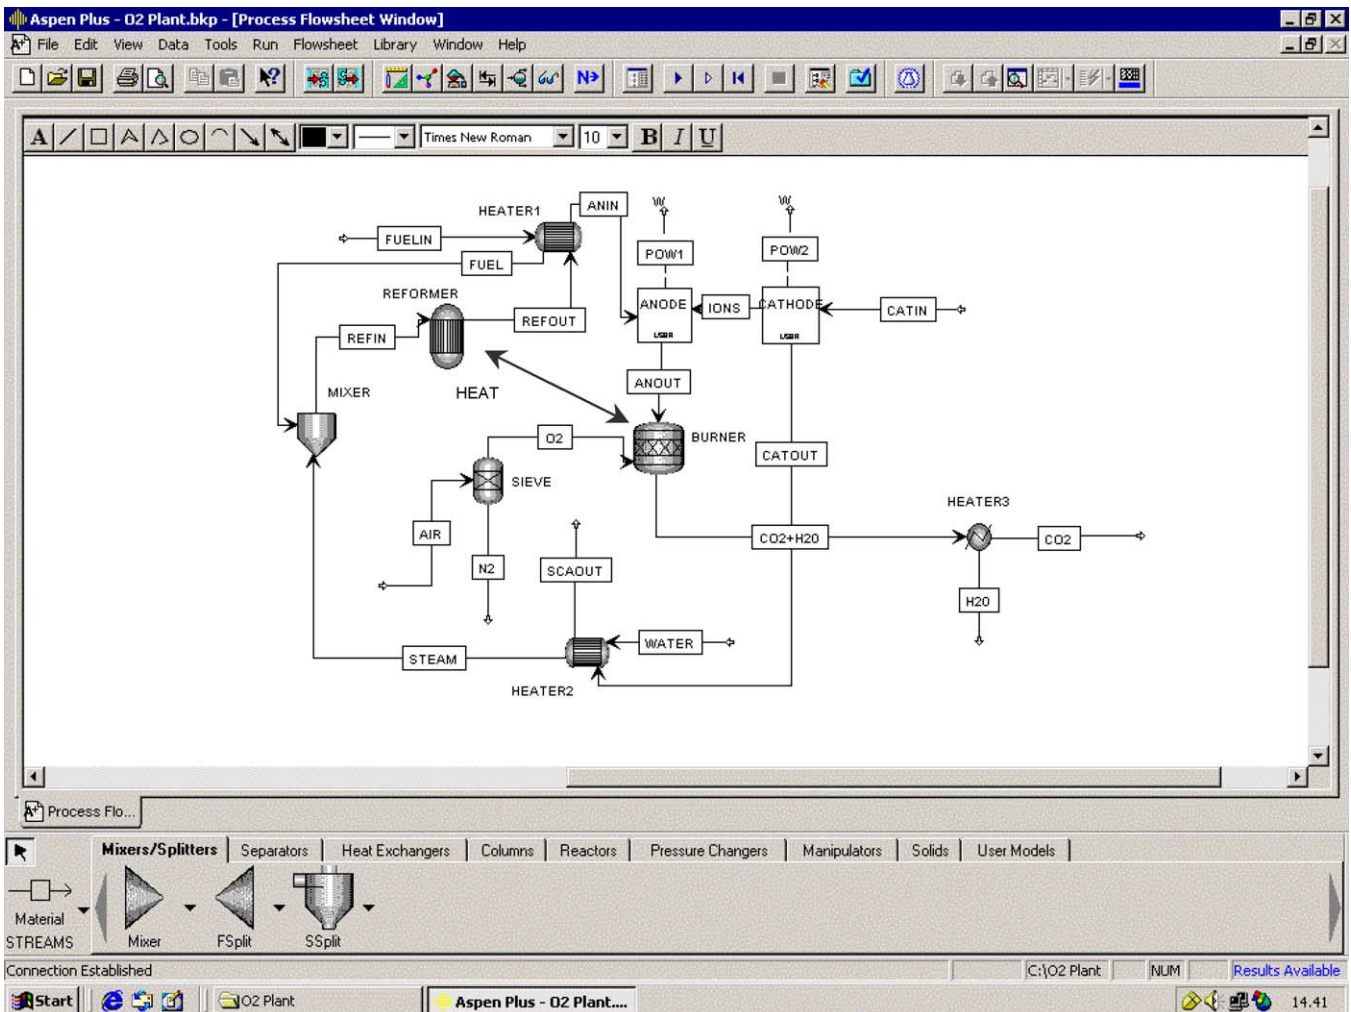 Aspen Plus - O2 Plant.bkp - [Process Flowsheet Window]
File Edit View Data Tools Run Flowsheet Library Window Help
N>
A Times New Roman 10 B I U
HEATER1
ANIN
W
W
FUELIN
POW1
POW2
FUEL
REFORMER
ANODE
IONS
CATHODE
CATIN
REFOUT
REFIN
USER
USER
ANOUT
MIXER
HEAT
O2
BURNER
CATOUT
SIEVE
HEATER3
AIR
CO2+H20
CO2
N2
SCAOUT
H20
WATER
STEAM
HEATER2
Process Flo...
Mixers/Splitters Separators Heat Exchangers Columns Reactors Pressure Changers Manipulators Solids User Models
Material
STREAMS Mixer FSplit SSplit
Connection Established C:\O2 Plant NUM Results Available
Start O2 Plant Aspen Plus - O2 Plant.... 14.41